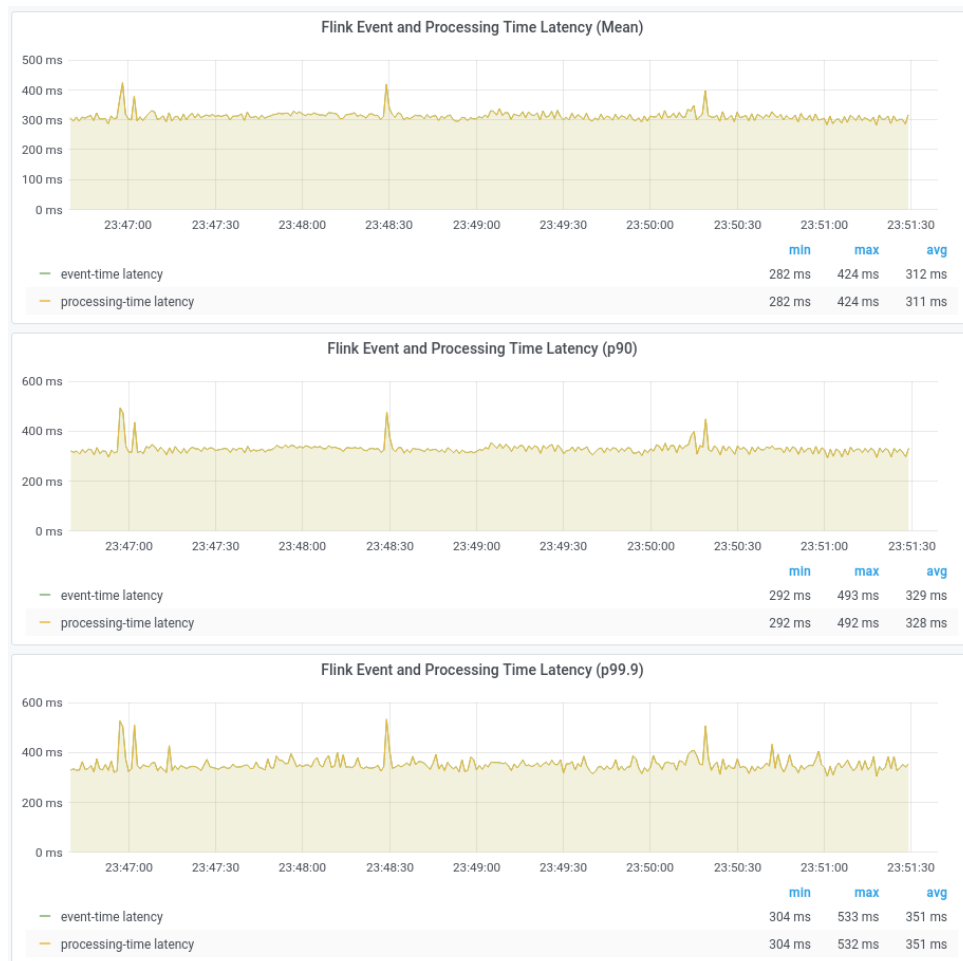 Flink Event and Processing Time Latency (Mean)
500 ms
400 ms
300 ms
200 ms
100 ms
0 ms
23:47:00 23:47:30 23:48:00 23:48:30 23:49:00 23:49:30 23:50:00 23:50:30 23:51:00 23:51:30
min max avg
event-time latency 282 ms 424 ms 312 ms
processing-time latency 282 ms 424 ms 311 ms
Flink Event and Processing Time Latency (p90)
600 ms
400 ms
200 ms
0 ms
23:47:00 23:47:30 23:48:00 23:48:30 23:49:00 23:49:30 23:50:00 23:50:30 23:51:00 23:51:30
min max avg
event-time latency 292 ms 493 ms 329 ms
processing-time latency 292 ms 492 ms 328 ms
Flink Event and Processing Time Latency (p99.9)
600 ms
400 ms
200 ms
0 ms
23:47:00 23:47:30 23:48:00 23:48:30 23:49:00 23:49:30 23:50:00 23:50:30 23:51:00 23:51:30
min max avg
event-time latency 304 ms 533 ms 351 ms
processing-time latency 304 ms 532 ms 351 ms